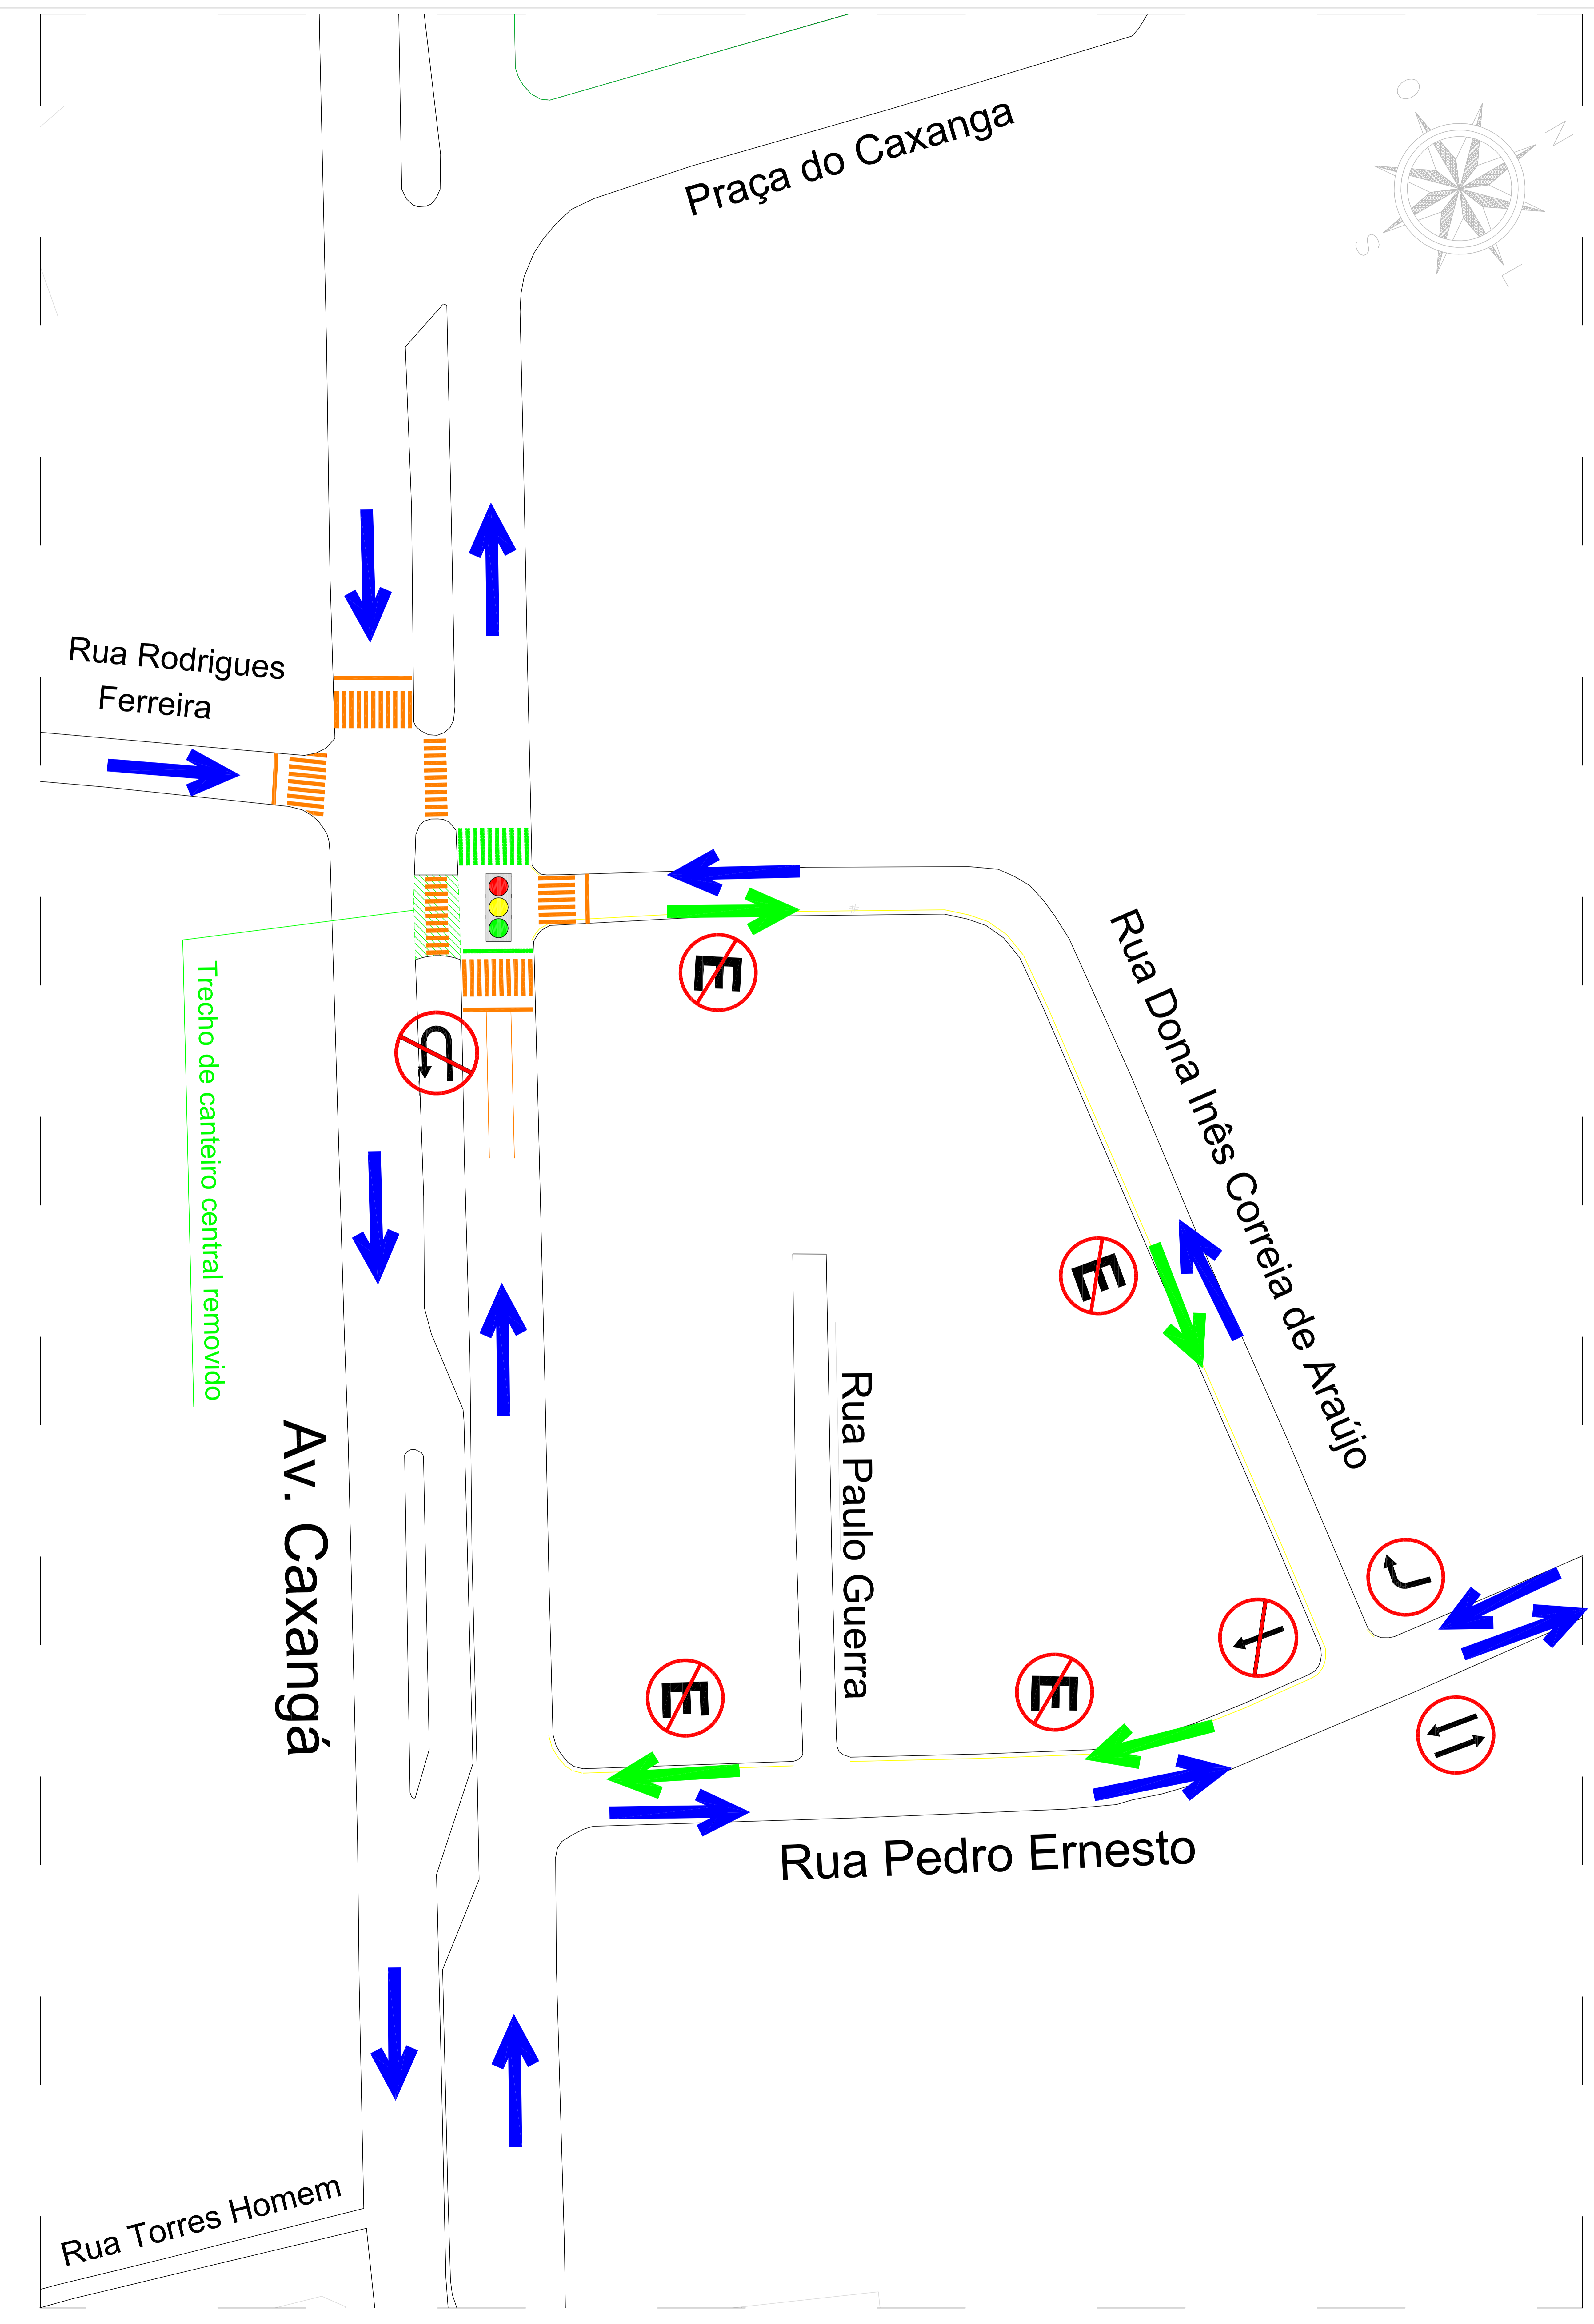 Praça do Caxanga
O
N
S
L
Rua Rodrigues
Ferreira
E
Rua Dona Inês Correia de Araújo
Trecho de canteiro central removido
E
Rua Paulo Guerra
Av. Caxangá
E
E
Rua Pedro Ernesto
Rua Torres Homem